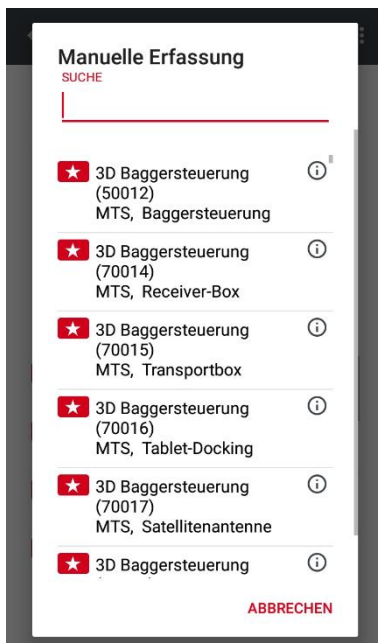 Manuelle Erfassung
SUCHE
3D Baggersteuerung
(50012)
MTS, Baggersteuerung
3D Baggersteuerung
(70014)
MTS, Receiver-Box
3D Baggersteuerung
(70015)
MTS, Transportbox
3D Baggersteuerung
(70016)
MTS, Tablet-Docking
3D Baggersteuerung
(70017)
MTS, Satellitenantenne
3D Baggersteuerung
ABBRECHEN